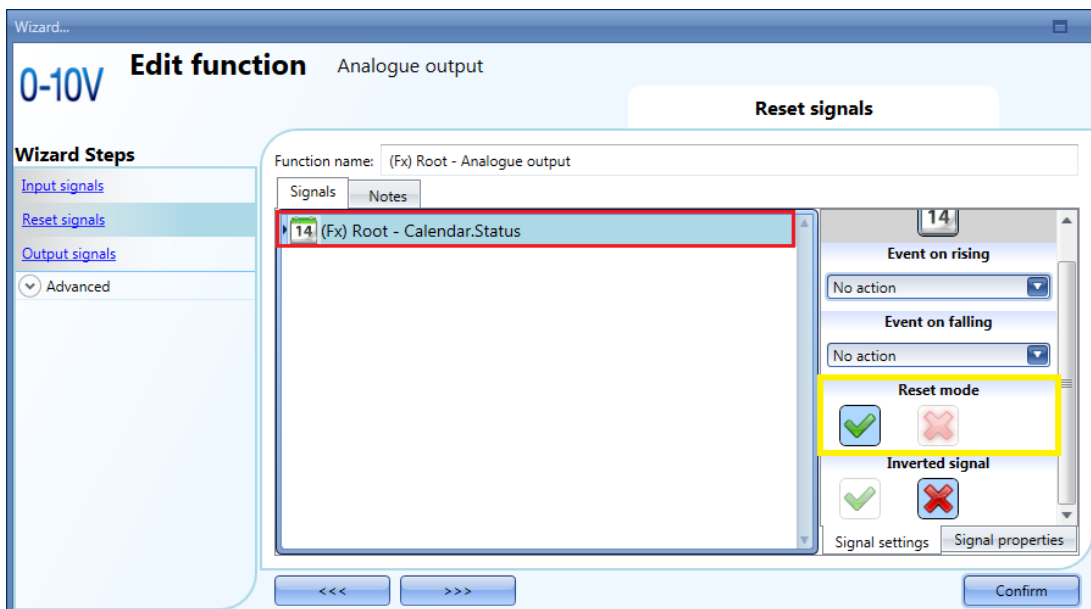 Wizard...
0-10V
Edit function Analogue output
Reset signals
Wizard Steps
Input signals
Reset signals
Output signals
Advanced
Function name: (Fx) Root - Analogue output
Signals Notes
14 (Fx) Root - Calendar.Status
14
Event on rising
No action
Event on falling
No action
Reset mode
Inverted signal
Signal settings Signal properties
<<< >>> Confirm